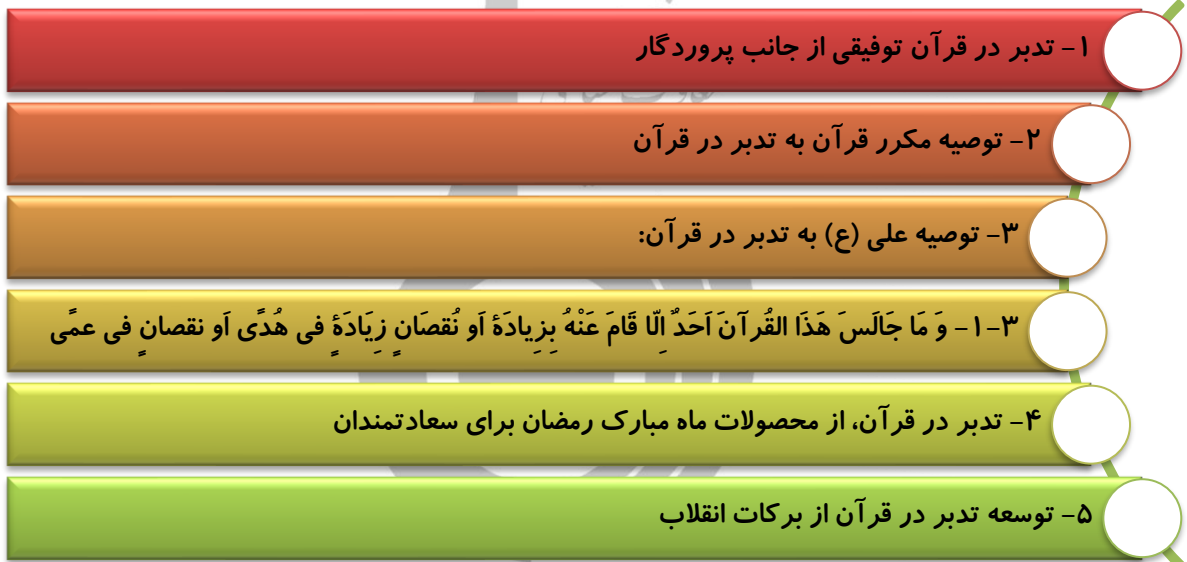 ۱- تدبر در قرآن توفیقی از جانب پروردگار
۲- توصیه مکرر قرآن به تدبر در قرآن
۳- توصیه علی (ع) به تدبر در قرآن:
۳-۱- وَ مَا جَالَسَ هَذَا القُرآنَ اَحَدٌ اِلّا قَامَ عَنْهُ بِزِیادَةٔ اَو نُقصَانٍ زِیَادَةٔ فی هُدًی اَو نقصانٍ فی عمًی
۴- تدبر در قرآن، از محصولات ماه مبارک رمضان برای سعادتمندان
۵- توسعه تدبر در قرآن از برکات انقلاب